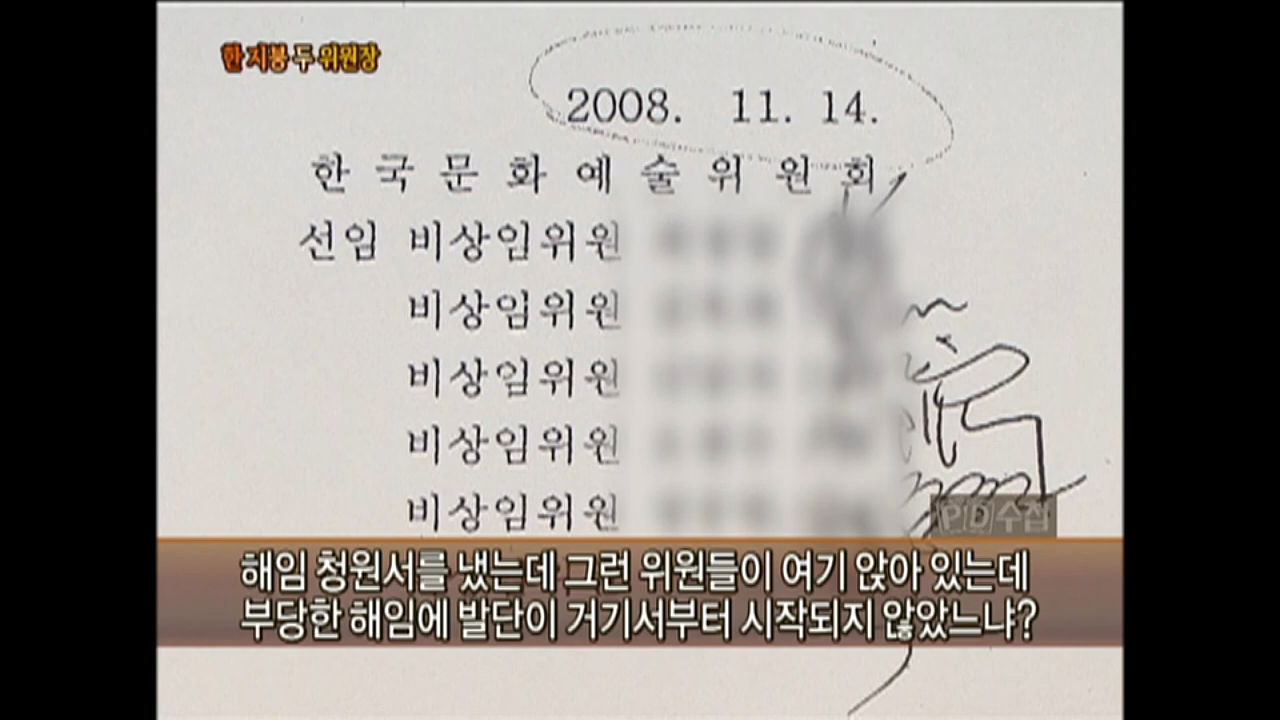 한 지붕 두 위원장
2008. 11. 14.
한 국 문 화 예 술 위 원 회
선임 비상임위원
비상임위원
비상임위원
비상임위원
비상임위원
PD수첩
해임 청원서를 냈는데 그런 위원들이 여기 앉아 있는데
부당한 해임에 발단이 거기서부터 시작되지 않았느냐?